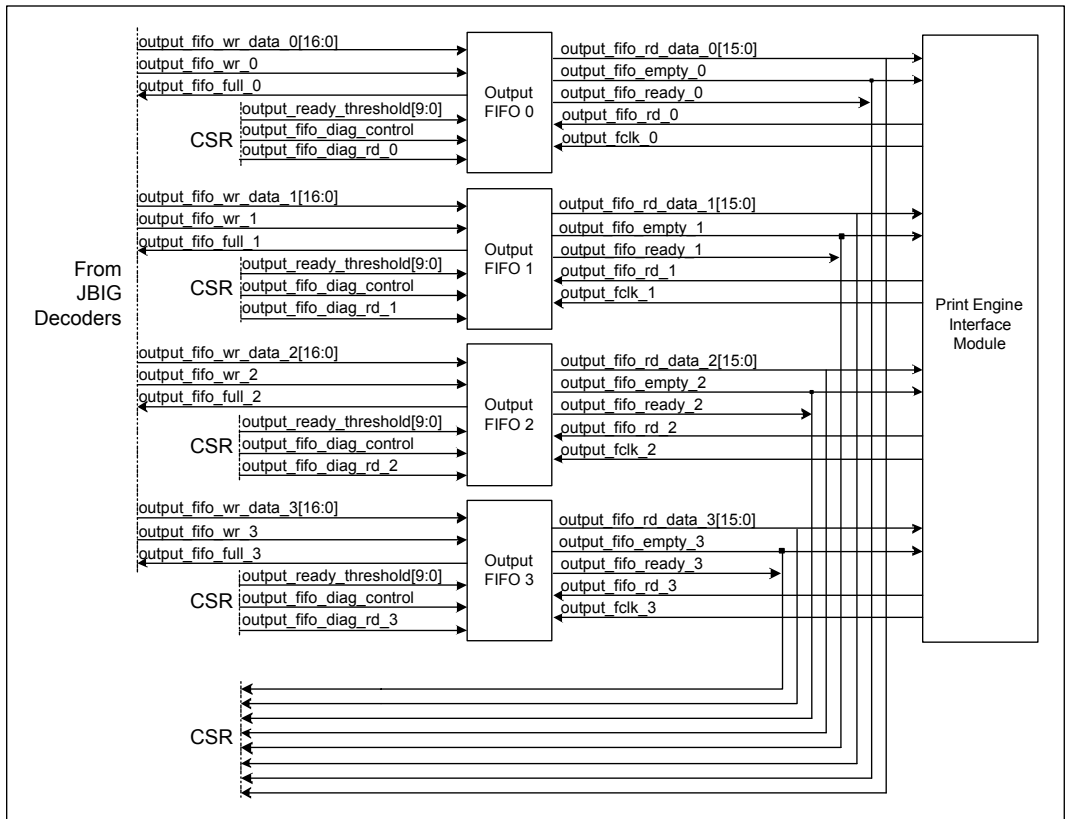 output_fifo_wr_data_0[16:0]
output_fifo_wr_0
output_fifo_full_0
output_ready_threshold[9:0]
CSR
output_fifo_diag_control
output_fifo_diag_rd_0
Output
FIFO 0
output_fifo_rd_data_0[15:0]
output_fifo_empty_0
output_fifo_ready_0
output_fifo_rd_0
output_fclk_0
output_fifo_wr_data_1[16:0]
output_fifo_wr_1
output_fifo_full_1
output_ready_threshold[9:0]
CSR
output_fifo_diag_control
output_fifo_diag_rd_1
Output
FIFO 1
output_fifo_rd_data_1[15:0]
output_fifo_empty_1
output_fifo_ready_1
output_fifo_rd_1
output_fclk_1
From
JBIG
Decoders
Print Engine
Interface
Module
output_fifo_wr_data_2[16:0]
output_fifo_wr_2
output_fifo_full_2
output_ready_threshold[9:0]
CSR
output_fifo_diag_control
output_fifo_diag_rd_2
Output
FIFO 2
output_fifo_rd_data_2[15:0]
output_fifo_empty_2
output_fifo_ready_2
output_fifo_rd_2
output_fclk_2
output_fifo_wr_data_3[16:0]
output_fifo_wr_3
output_fifo_full_3
output_ready_threshold[9:0]
CSR
output_fifo_diag_control
output_fifo_diag_rd_3
Output
FIFO 3
output_fifo_rd_data_3[15:0]
output_fifo_empty_3
output_fifo_ready_3
output_fifo_rd_3
output_fclk_3
CSR